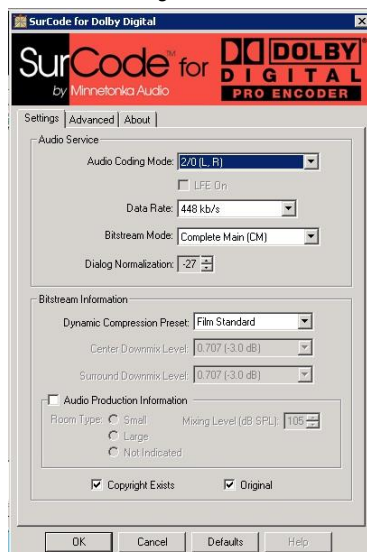 SurCode for Dolby Digital
SurCode™ for DOLBY®
DIGITAL
by Minnetonka Audio PRO ENCODER
Settings Advanced About
Audio Service
Audio Coding Mode: 2/0 (L, R)
LFE On
Data Rate: 448 kb/s
Bitstream Mode: Complete Main (CM)
Dialog Normalization: -27
Bitstream Information
Dynamic Compression Preset: Film Standard
Center Downmix Level: 0.707 (-3.0 dB)
Surround Downmix Level: 0.707 (-3.0 dB)
Audio Production Information
Room Type: Small Mixing Level (dB SPL): 105
Large
Not Indicated
Copyright Exists Original
OK Cancel Defaults Help